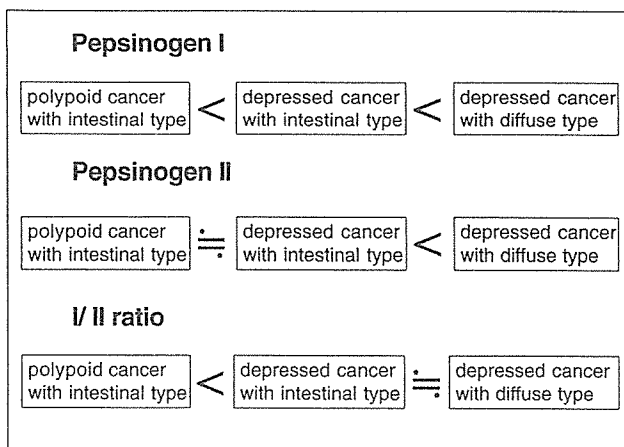 Pepsinogen I
polypoid cancer with intestinal type < depressed cancer with intestinal type < depressed cancer with diffuse type
Pepsinogen II
polypoid cancer with intestinal type ≒ depressed cancer with intestinal type < depressed cancer with diffuse type
I/ II ratio
polypoid cancer with intestinal type < depressed cancer with intestinal type ≒ depressed cancer with diffuse type